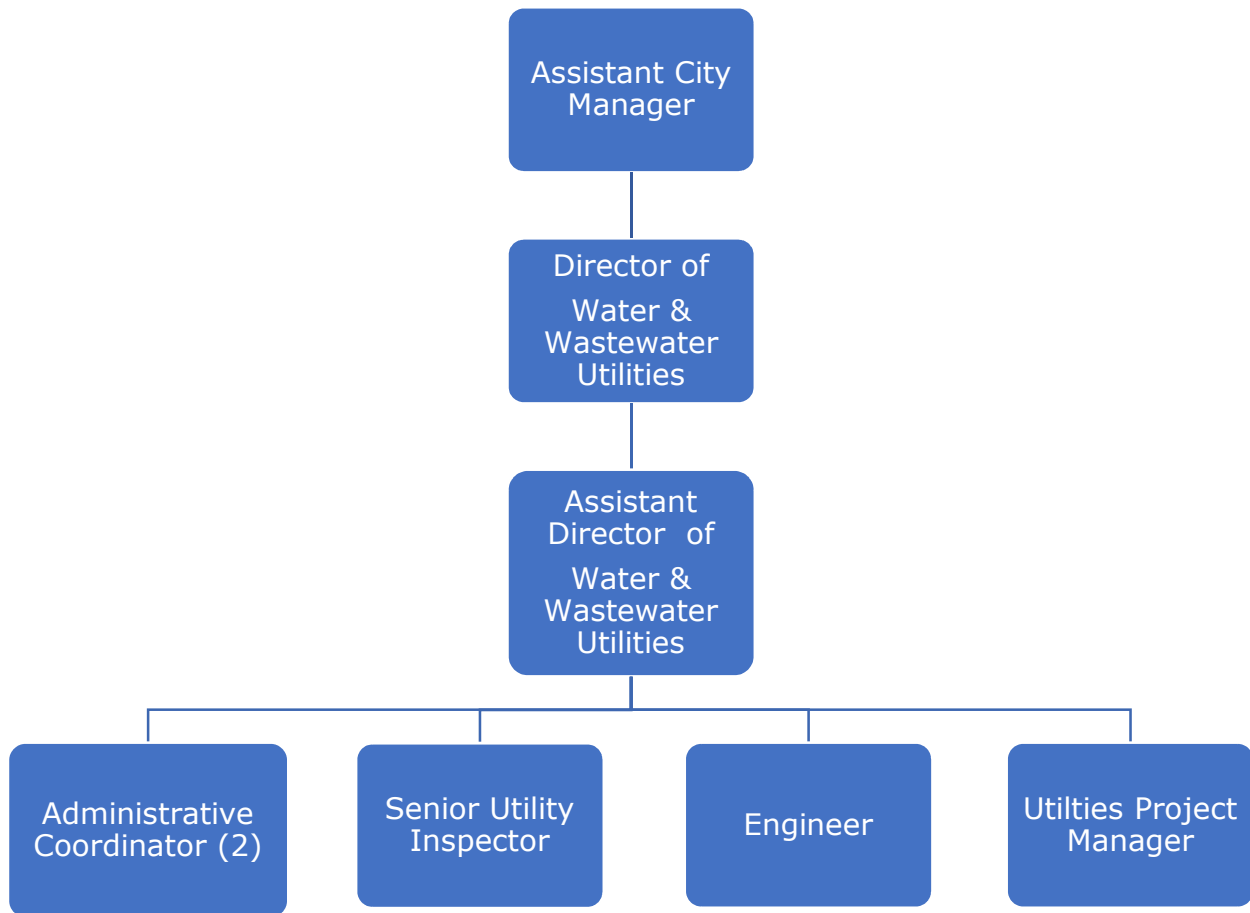 Assistant City
Manager
Director of
Water &
Wastewater
Utilities
Assistant
Director of
Water &
Wastewater
Utilities
Administrative
Coordinator (2)
Senior Utility
Inspector
Engineer
Utilties Project
Manager